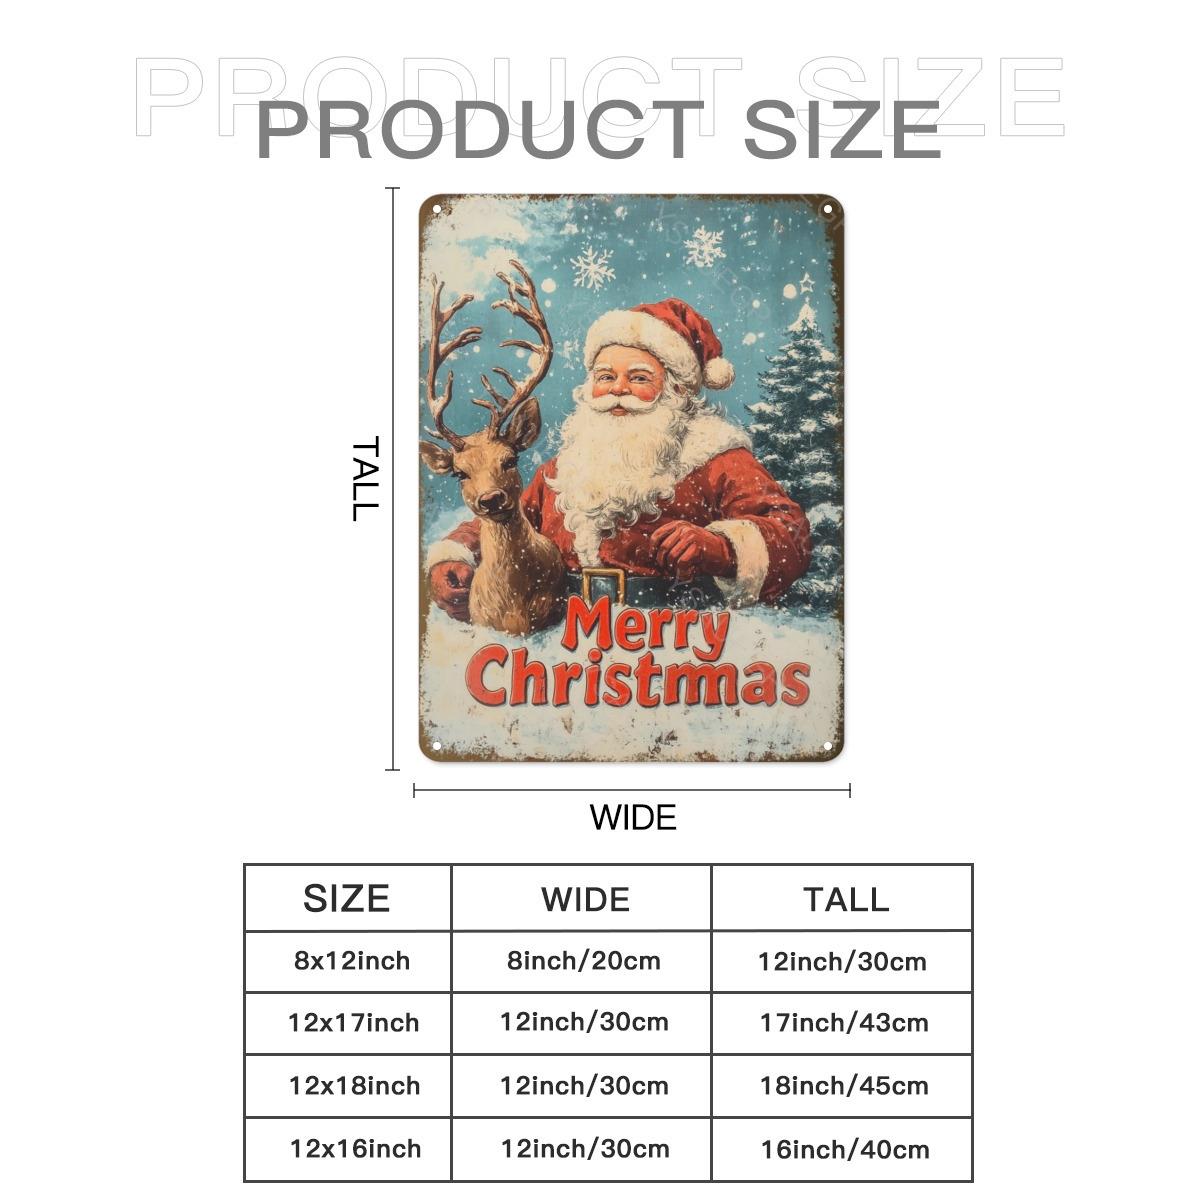 PRODUCT SIZE
PRODUCT SIZE
TALL
Merry
Christmas
WIDE
SIZE WIDE TALL
8x12inch 8inch/20cm 12inch/30cm
12x17inch 12inch/30cm 17inch/43cm
12x18inch 12inch/30cm 18inch/45cm
12x16inch 12inch/30cm 16inch/40cm